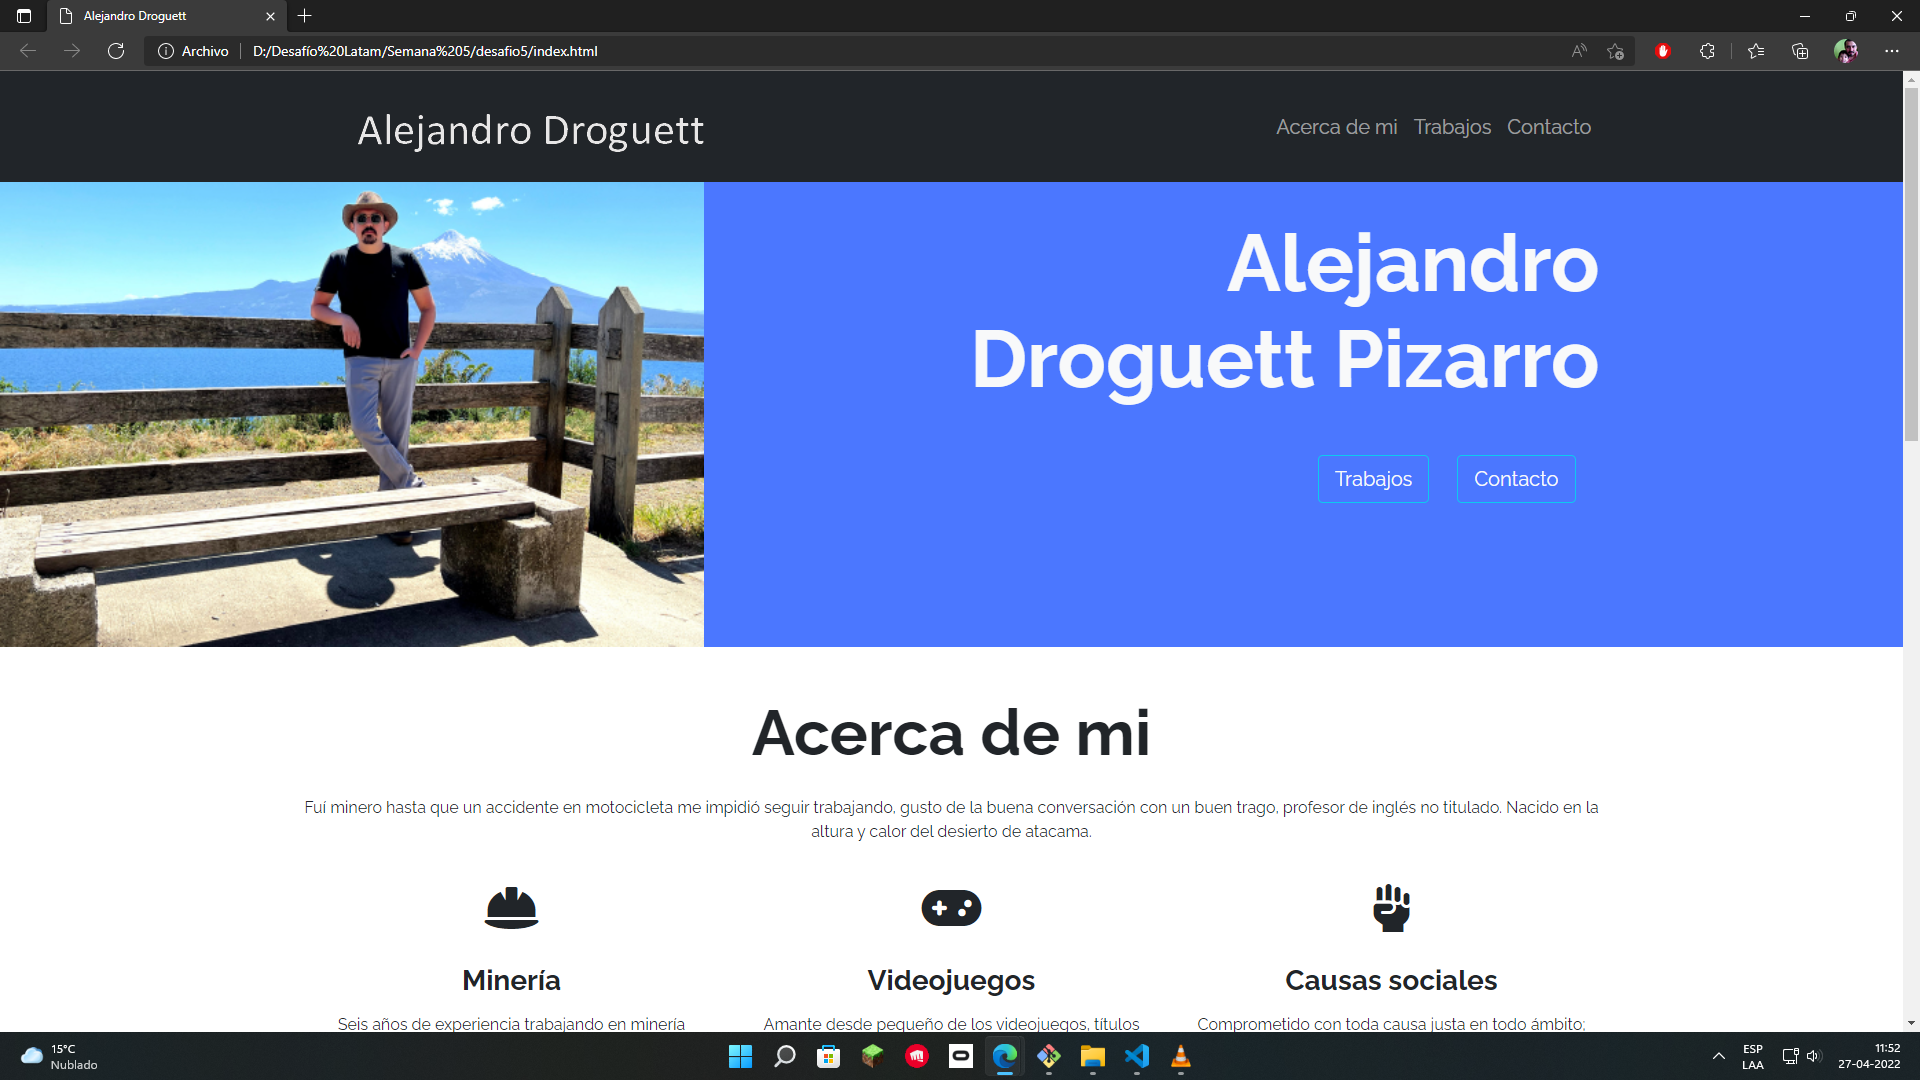 Alejandro Droguett
Archivo
D:/Desafío%20Latam/Semana%205/desafio5/index.html
Alejandro Droguett
Acerca de mi
Trabajos
Contacto
Alejandro
Droguett Pizarro
Trabajos
Contacto
Acerca de mi
Fuí minero hasta que un accidente en motocicleta me impidió seguir trabajando, gusto de la buena conversación con un buen trago, profesor de inglés no titulado. Nacido en la
altura y calor del desierto de atacama.
Minería
Videojuegos
Causas sociales
Seis años de experiencia trabajando en minería
Amante desde pequeño de los videojuegos, títulos
Comprometido con toda causa justa en todo ámbito;
15°C
Nublado
ESP
LAA
11:52
27-04-2022